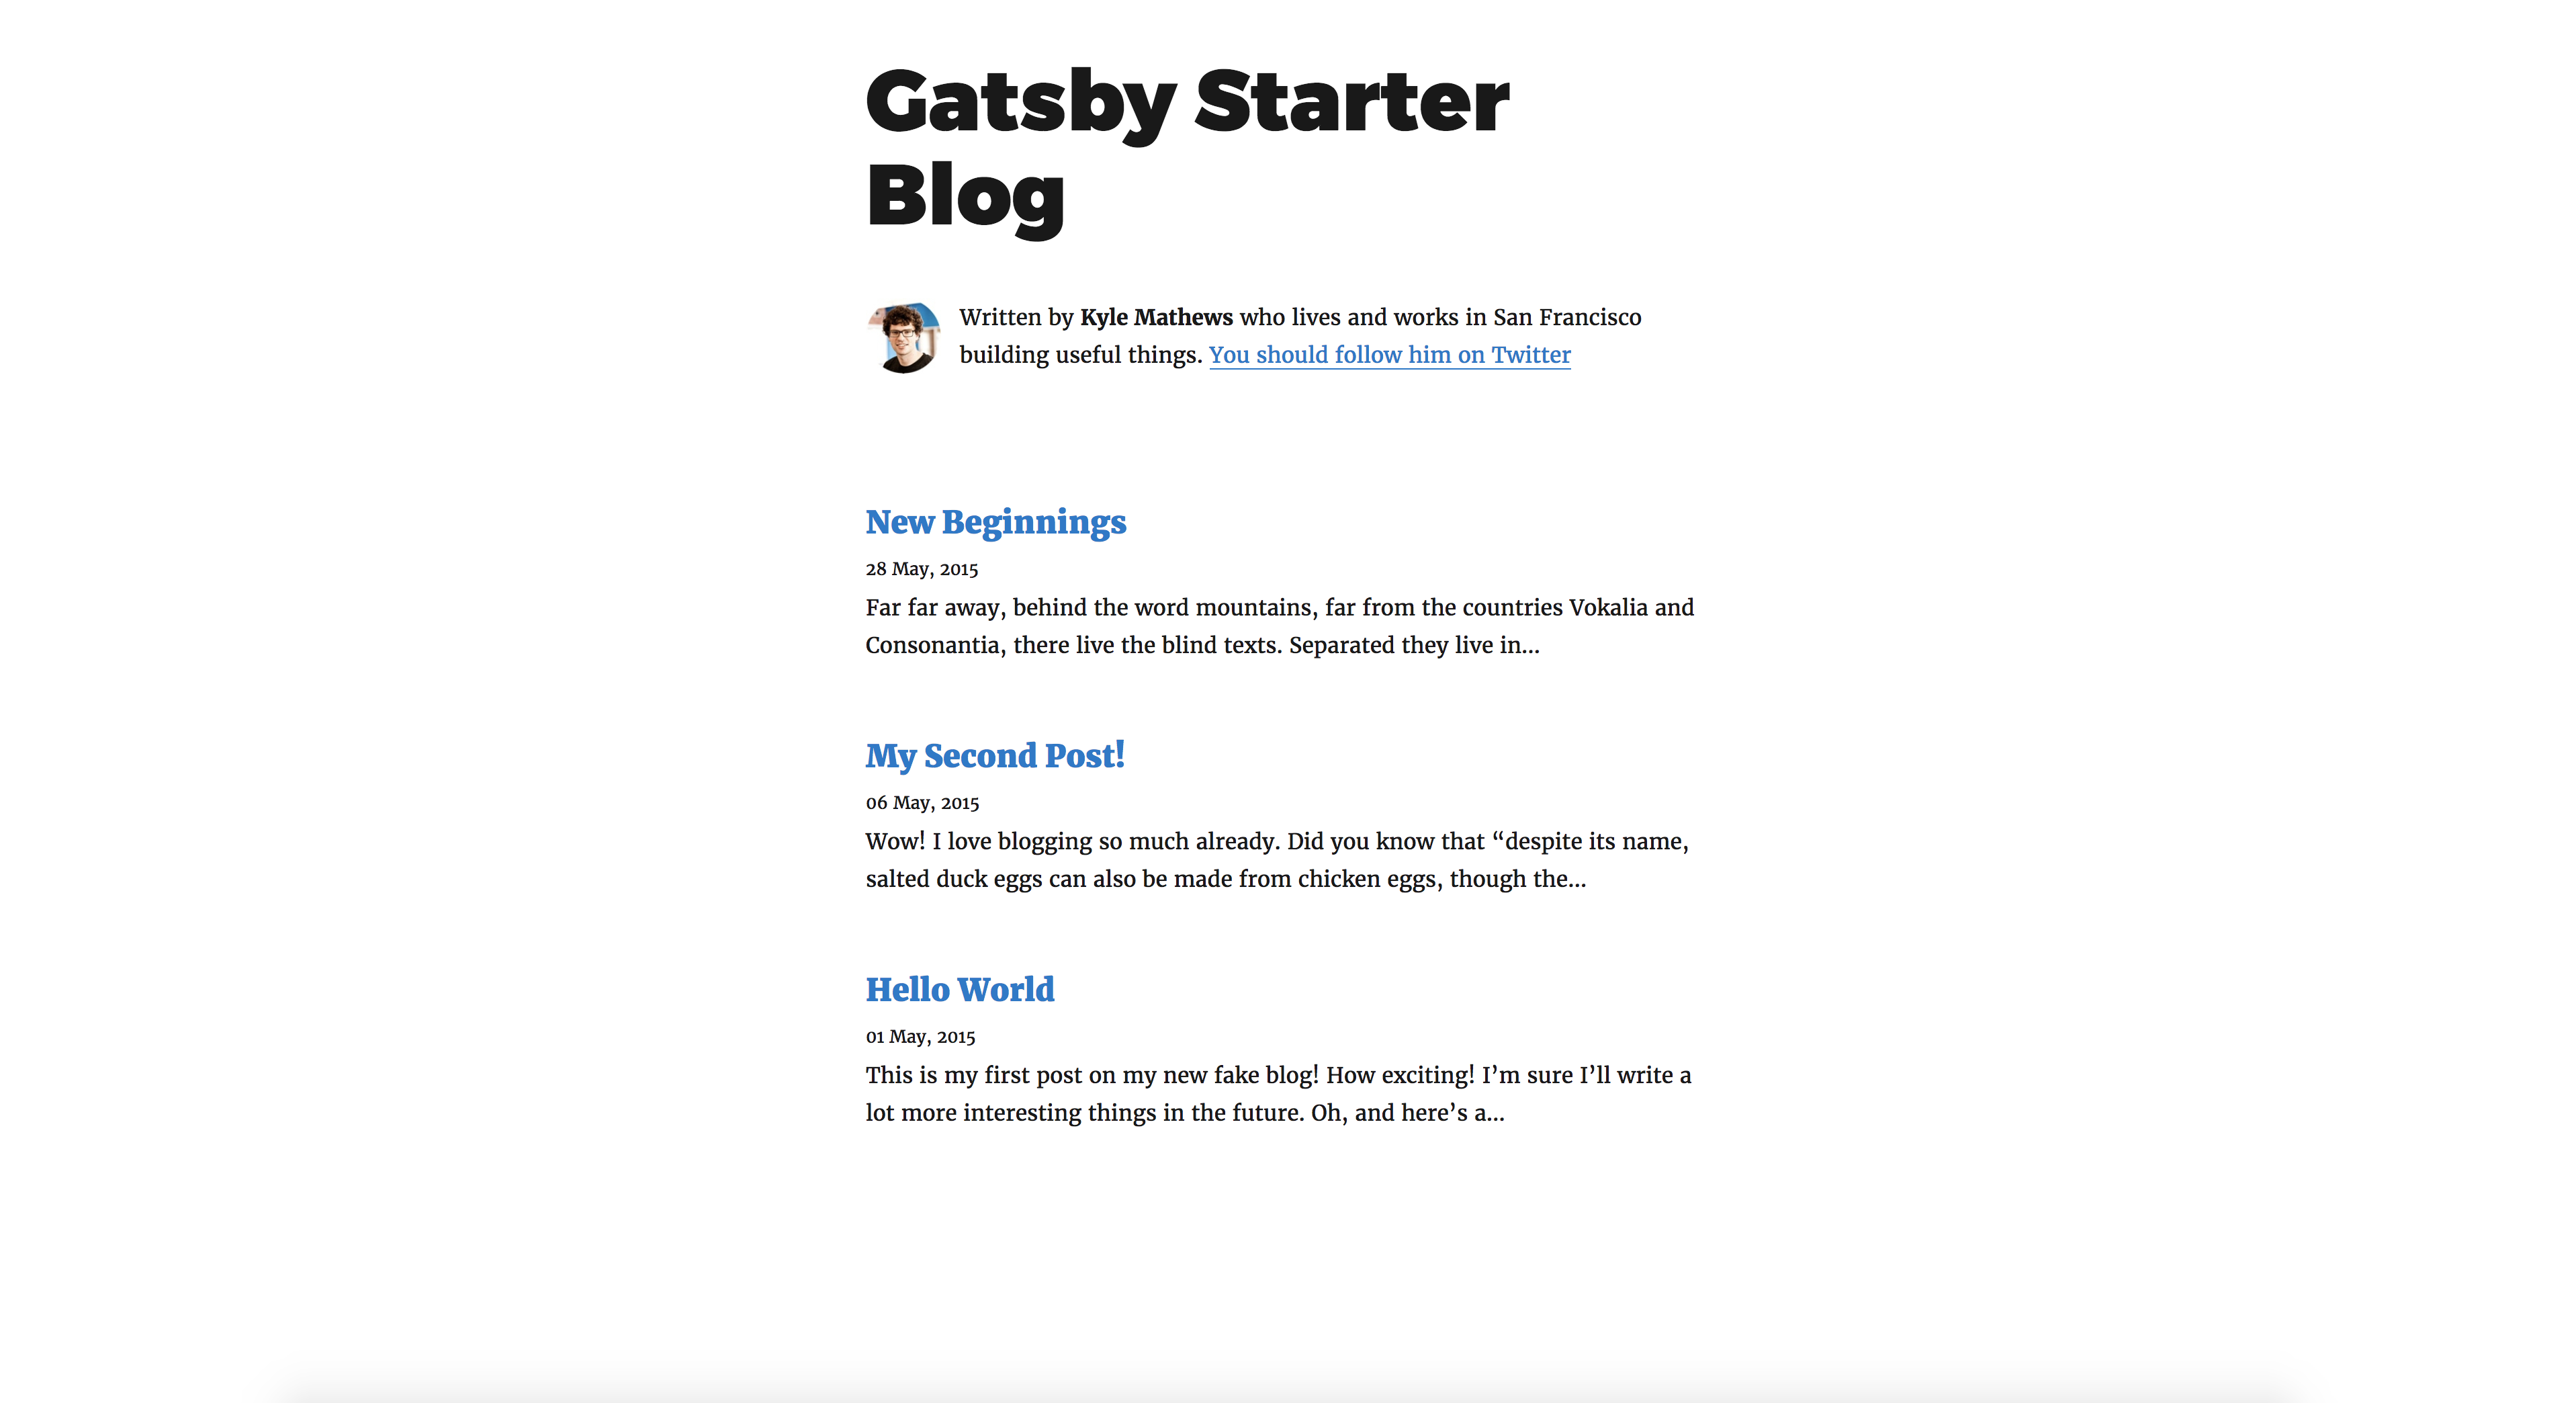 Gatsby Starter
Blog
Written by Kyle Mathews who lives and works in San Francisco
building useful things. You should follow him on Twitter
New Beginnings
28 May, 2015
Far far away, behind the word mountains, far from the countries Vokalia and
Consonantia, there live the blind texts. Separated they live in…
My Second Post!
06 May, 2015
Wow! I love blogging so much already. Did you know that “despite its name,
salted duck eggs can also be made from chicken eggs, though the…
Hello World
01 May, 2015
This is my first post on my new fake blog! How exciting! I’m sure I’ll write a
lot more interesting things in the future. Oh, and here’s a…